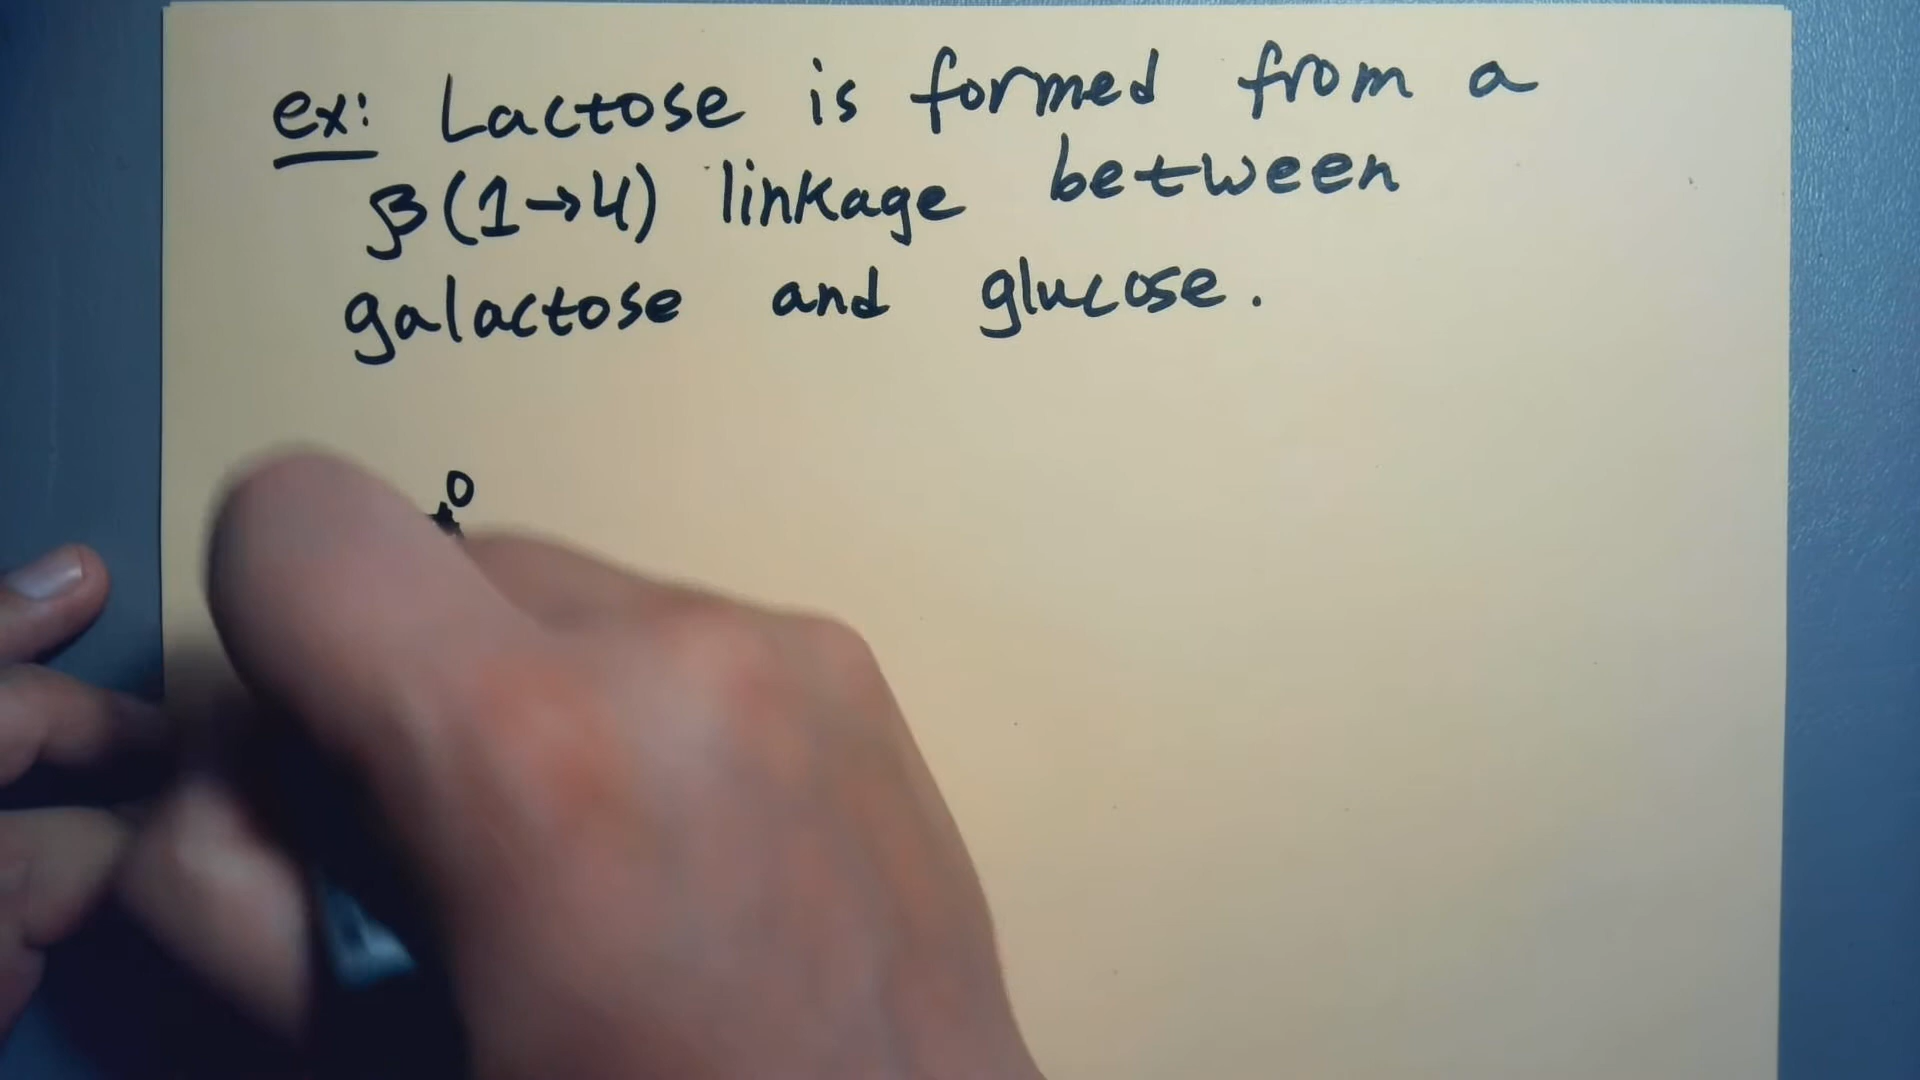 ex: Lactose is formed from a
β(1→4) linkage between
galactose and glucose.
O